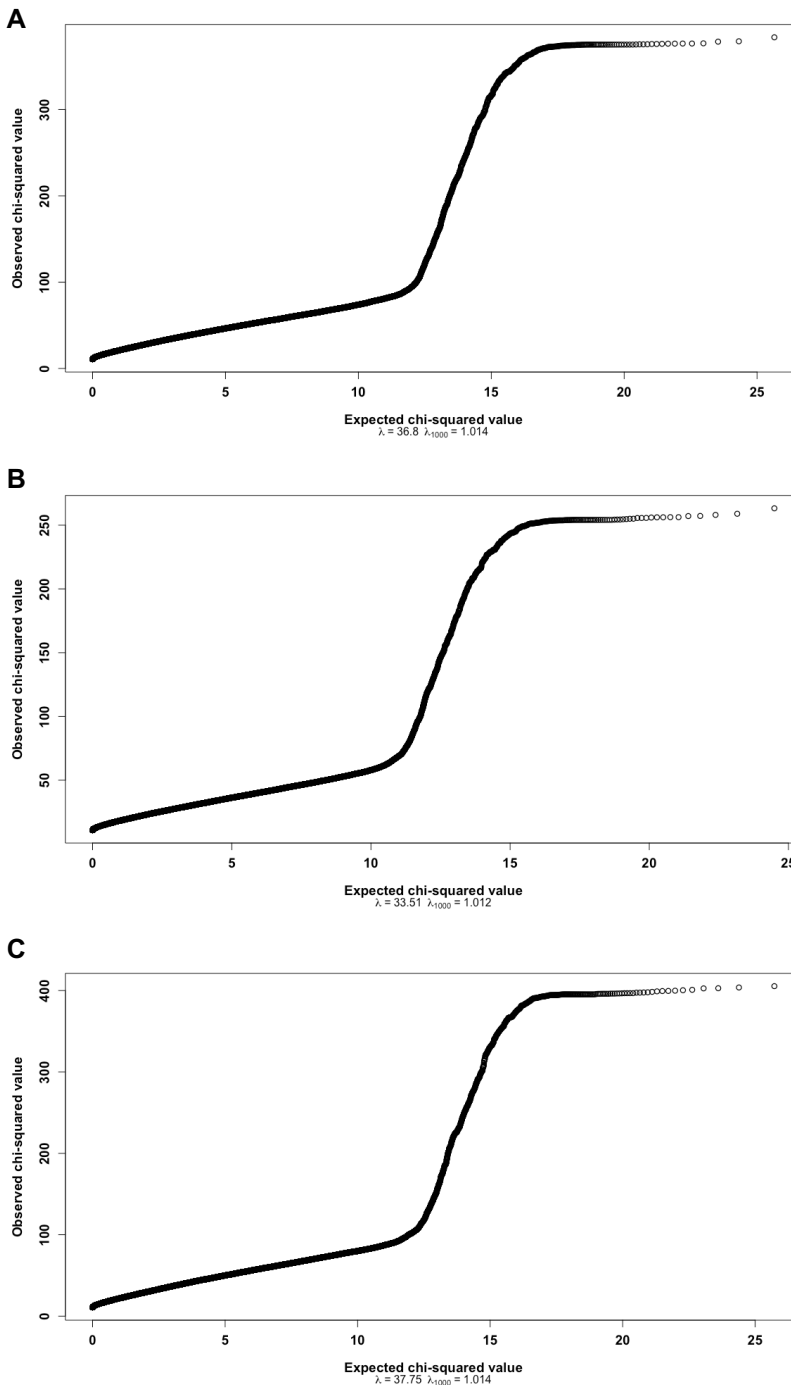 A
Observed chi-squared value
300
200
100
0
0 5 10 15 20 25
Expected chi-squared value
λ = 36.8 λ1000 = 1.014
B
Observed chi-squared value
250
200
150
100
50
0 5 10 15 20 25
Expected chi-squared value
λ = 33.51 λ1000 = 1.012
C
Observed chi-squared value
400
300
200
100
0
0 5 10 15 20 25
Expected chi-squared value
λ = 37.75 λ1000 = 1.014